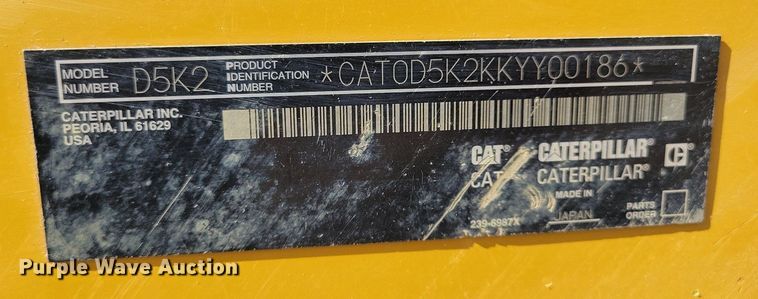 MODEL NUMBER D5K2 PRODUCT IDENTIFICATION NUMBER *CAT0D5K2KKYY00186*
CATERPILLAR INC.
PEORIA, IL 61629
USA
CAT® CATERPILLAR® C
CAT® CATERPILLAR®
MADE IN
239-6987X JAPAN PARTS ORDER
Purple Wave Auction